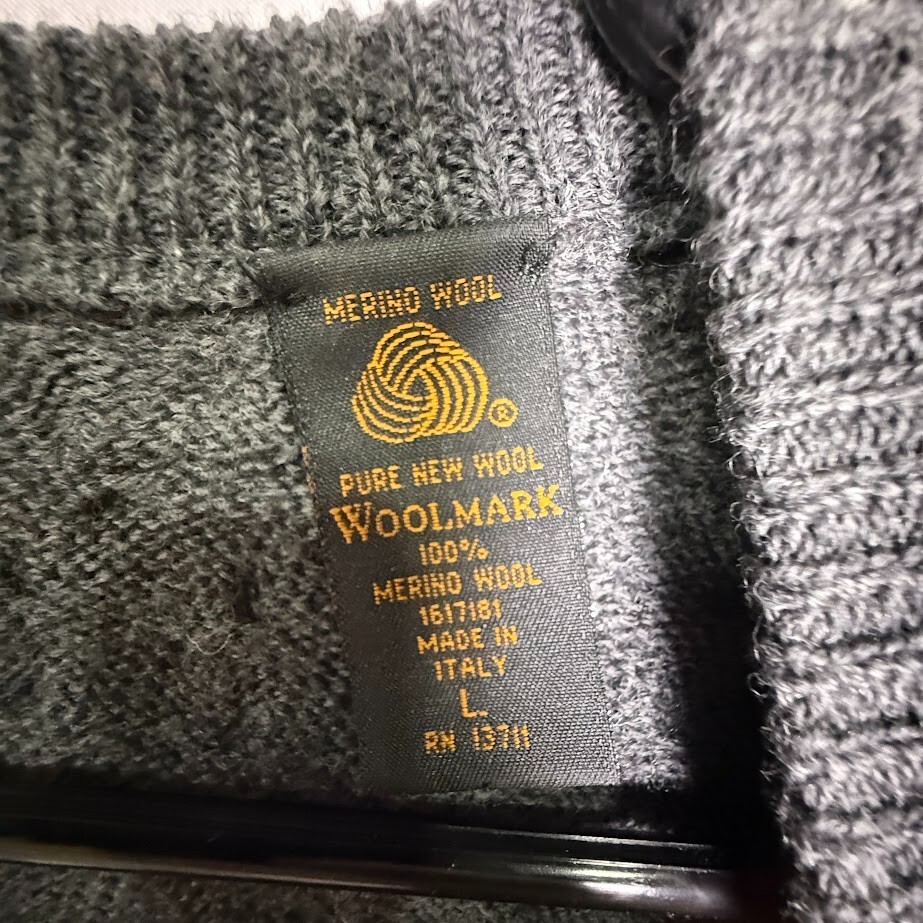 MERINO WOOL
®
PURE NEW WOOL
WOOLMARK
100%
MERINO WOOL
1617181
MADE IN
ITALY
L.
RN 13711